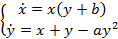 ẋ = x(y + b)
ẏ = x + y − ay²